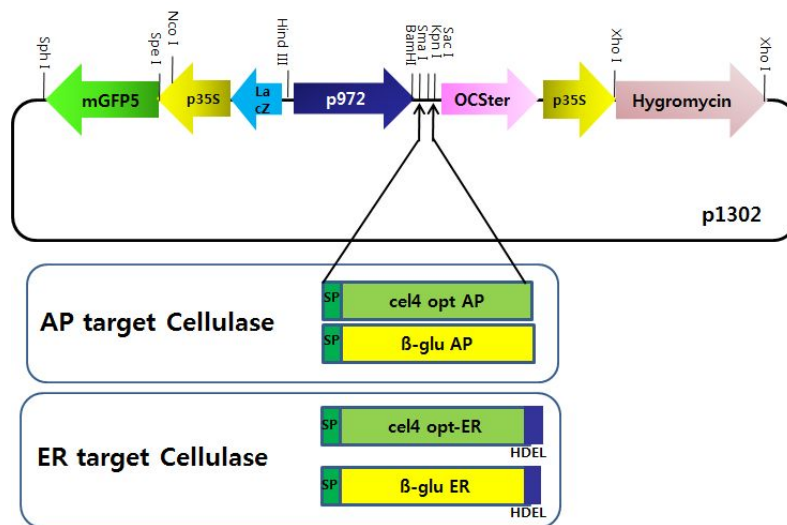 Sph I
Spe I
Nco I
Hind III
BamHI
Sma I
Kpn I
Sac I
Xho I
Xho I
mGFP5
p35S
La
cZ
p972
OCSter
p35S
Hygromycin
p1302
AP target Cellulase
SP
cel4 opt AP
SP
ß-glu AP
ER target Cellulase
SP
cel4 opt-ER
HDEL
SP
ß-glu ER
HDEL